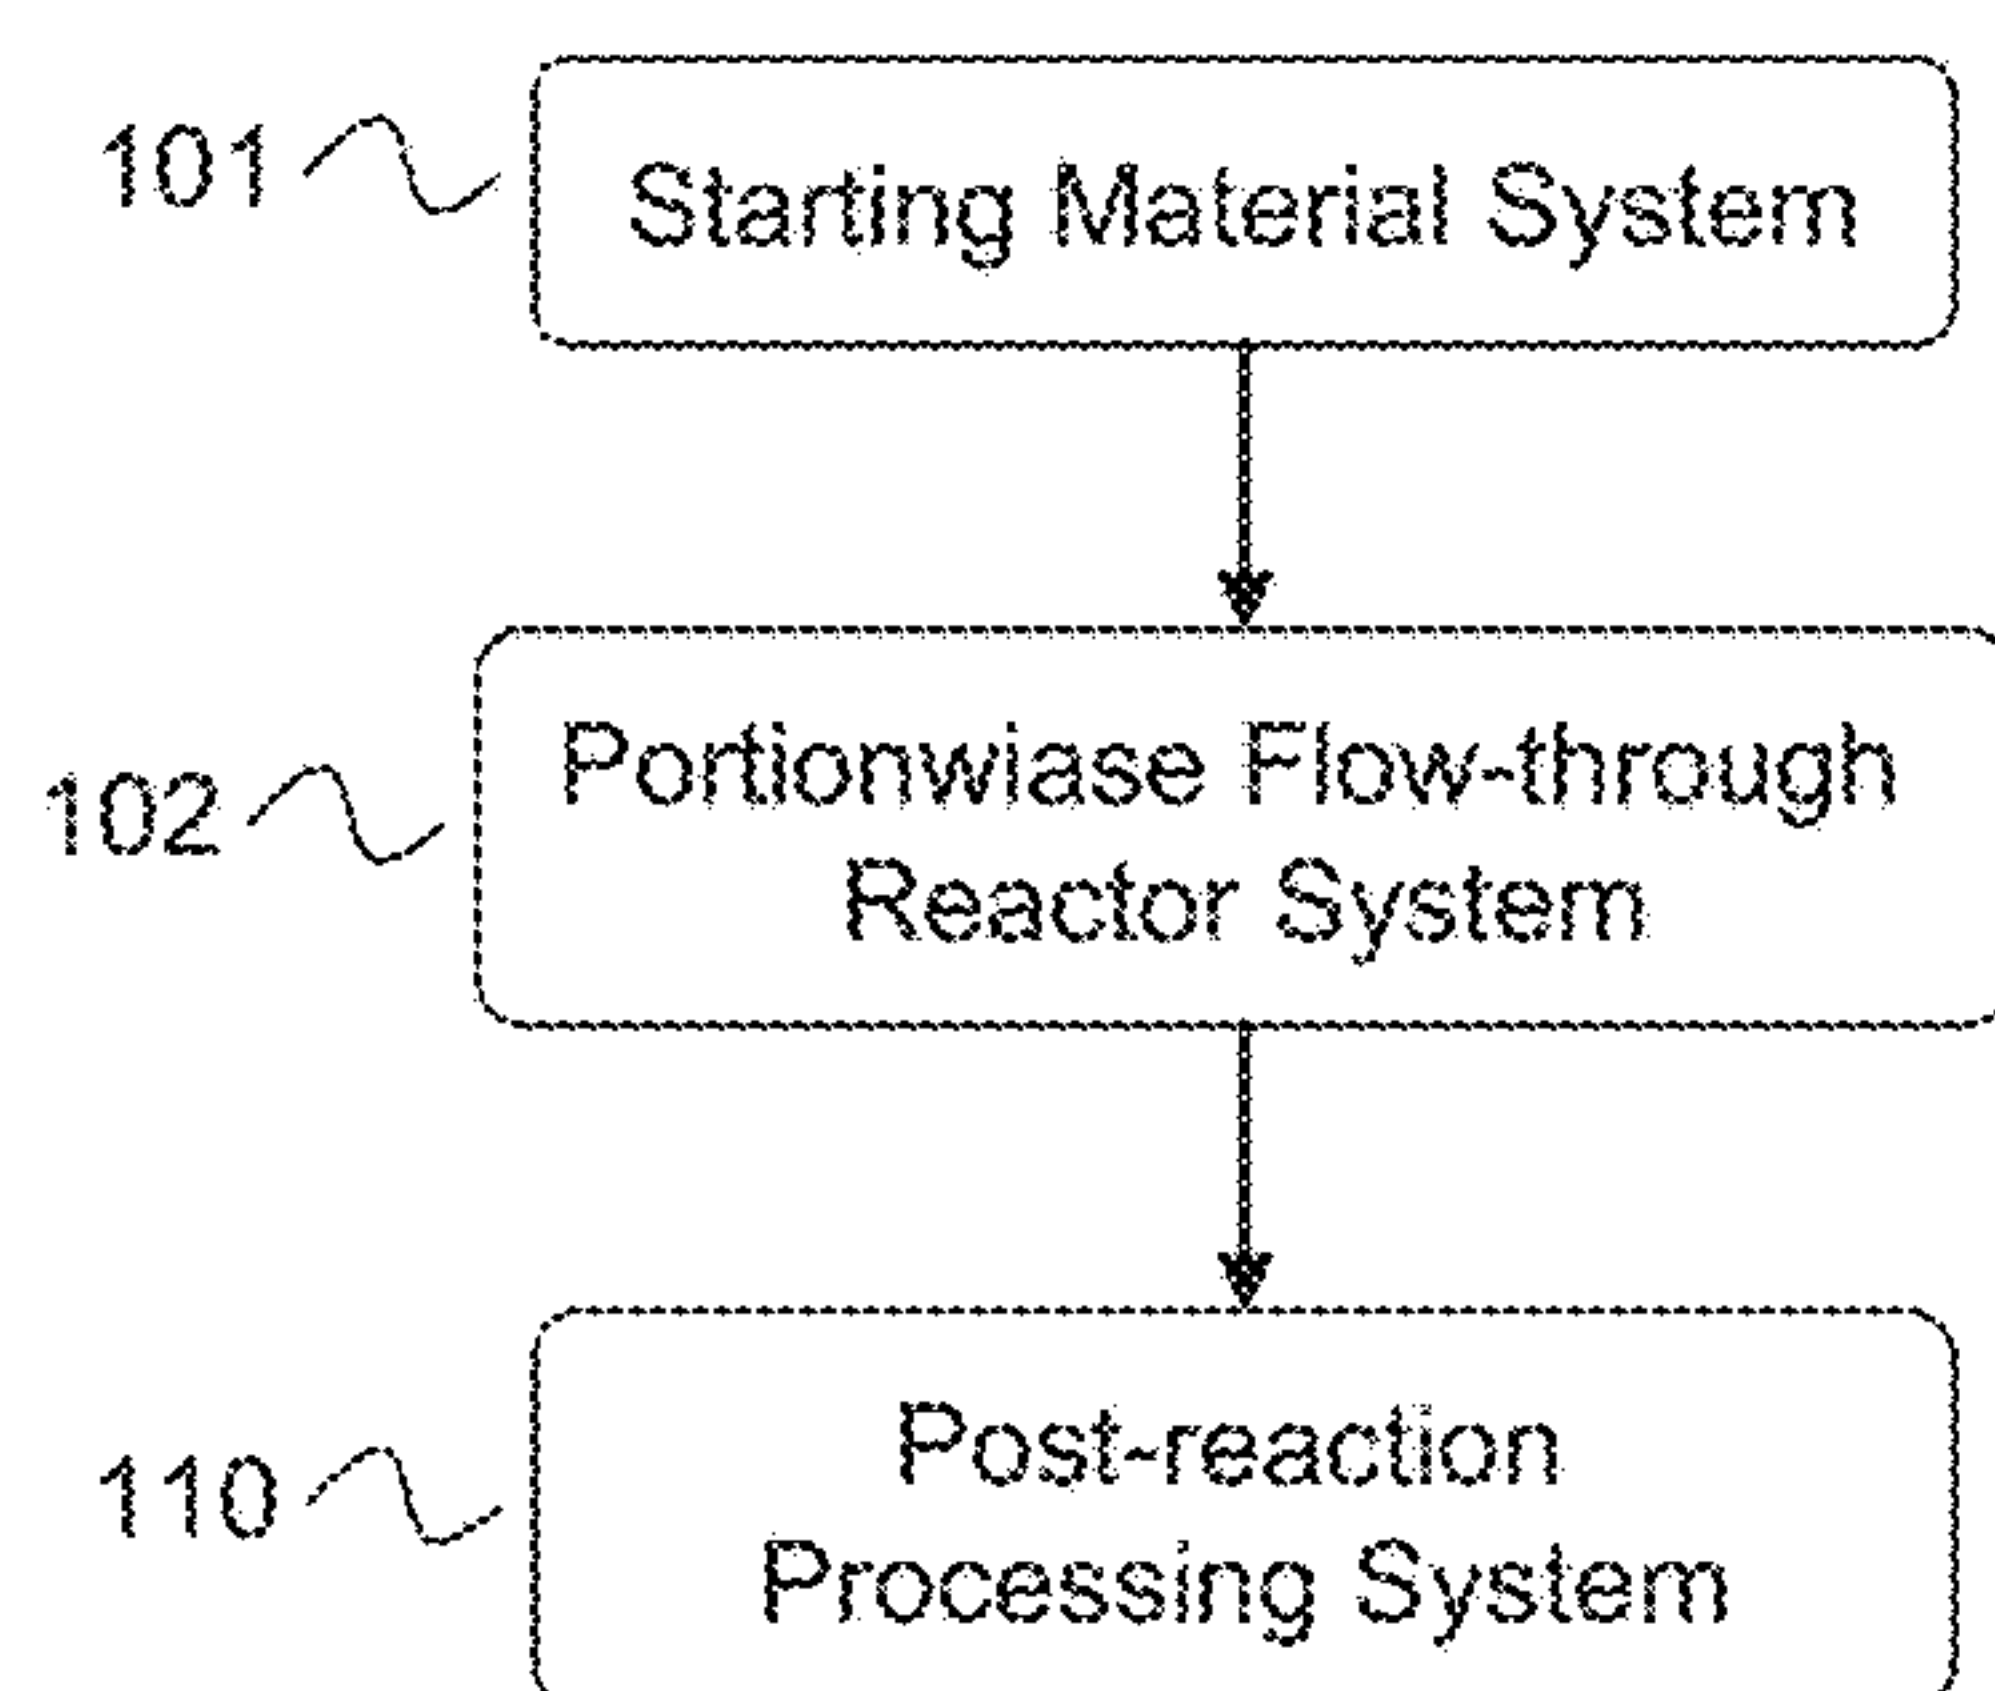 101
Starting Material System
102
Portionwiase Flow-through
Reactor System
110
Post-reaction
Processing System